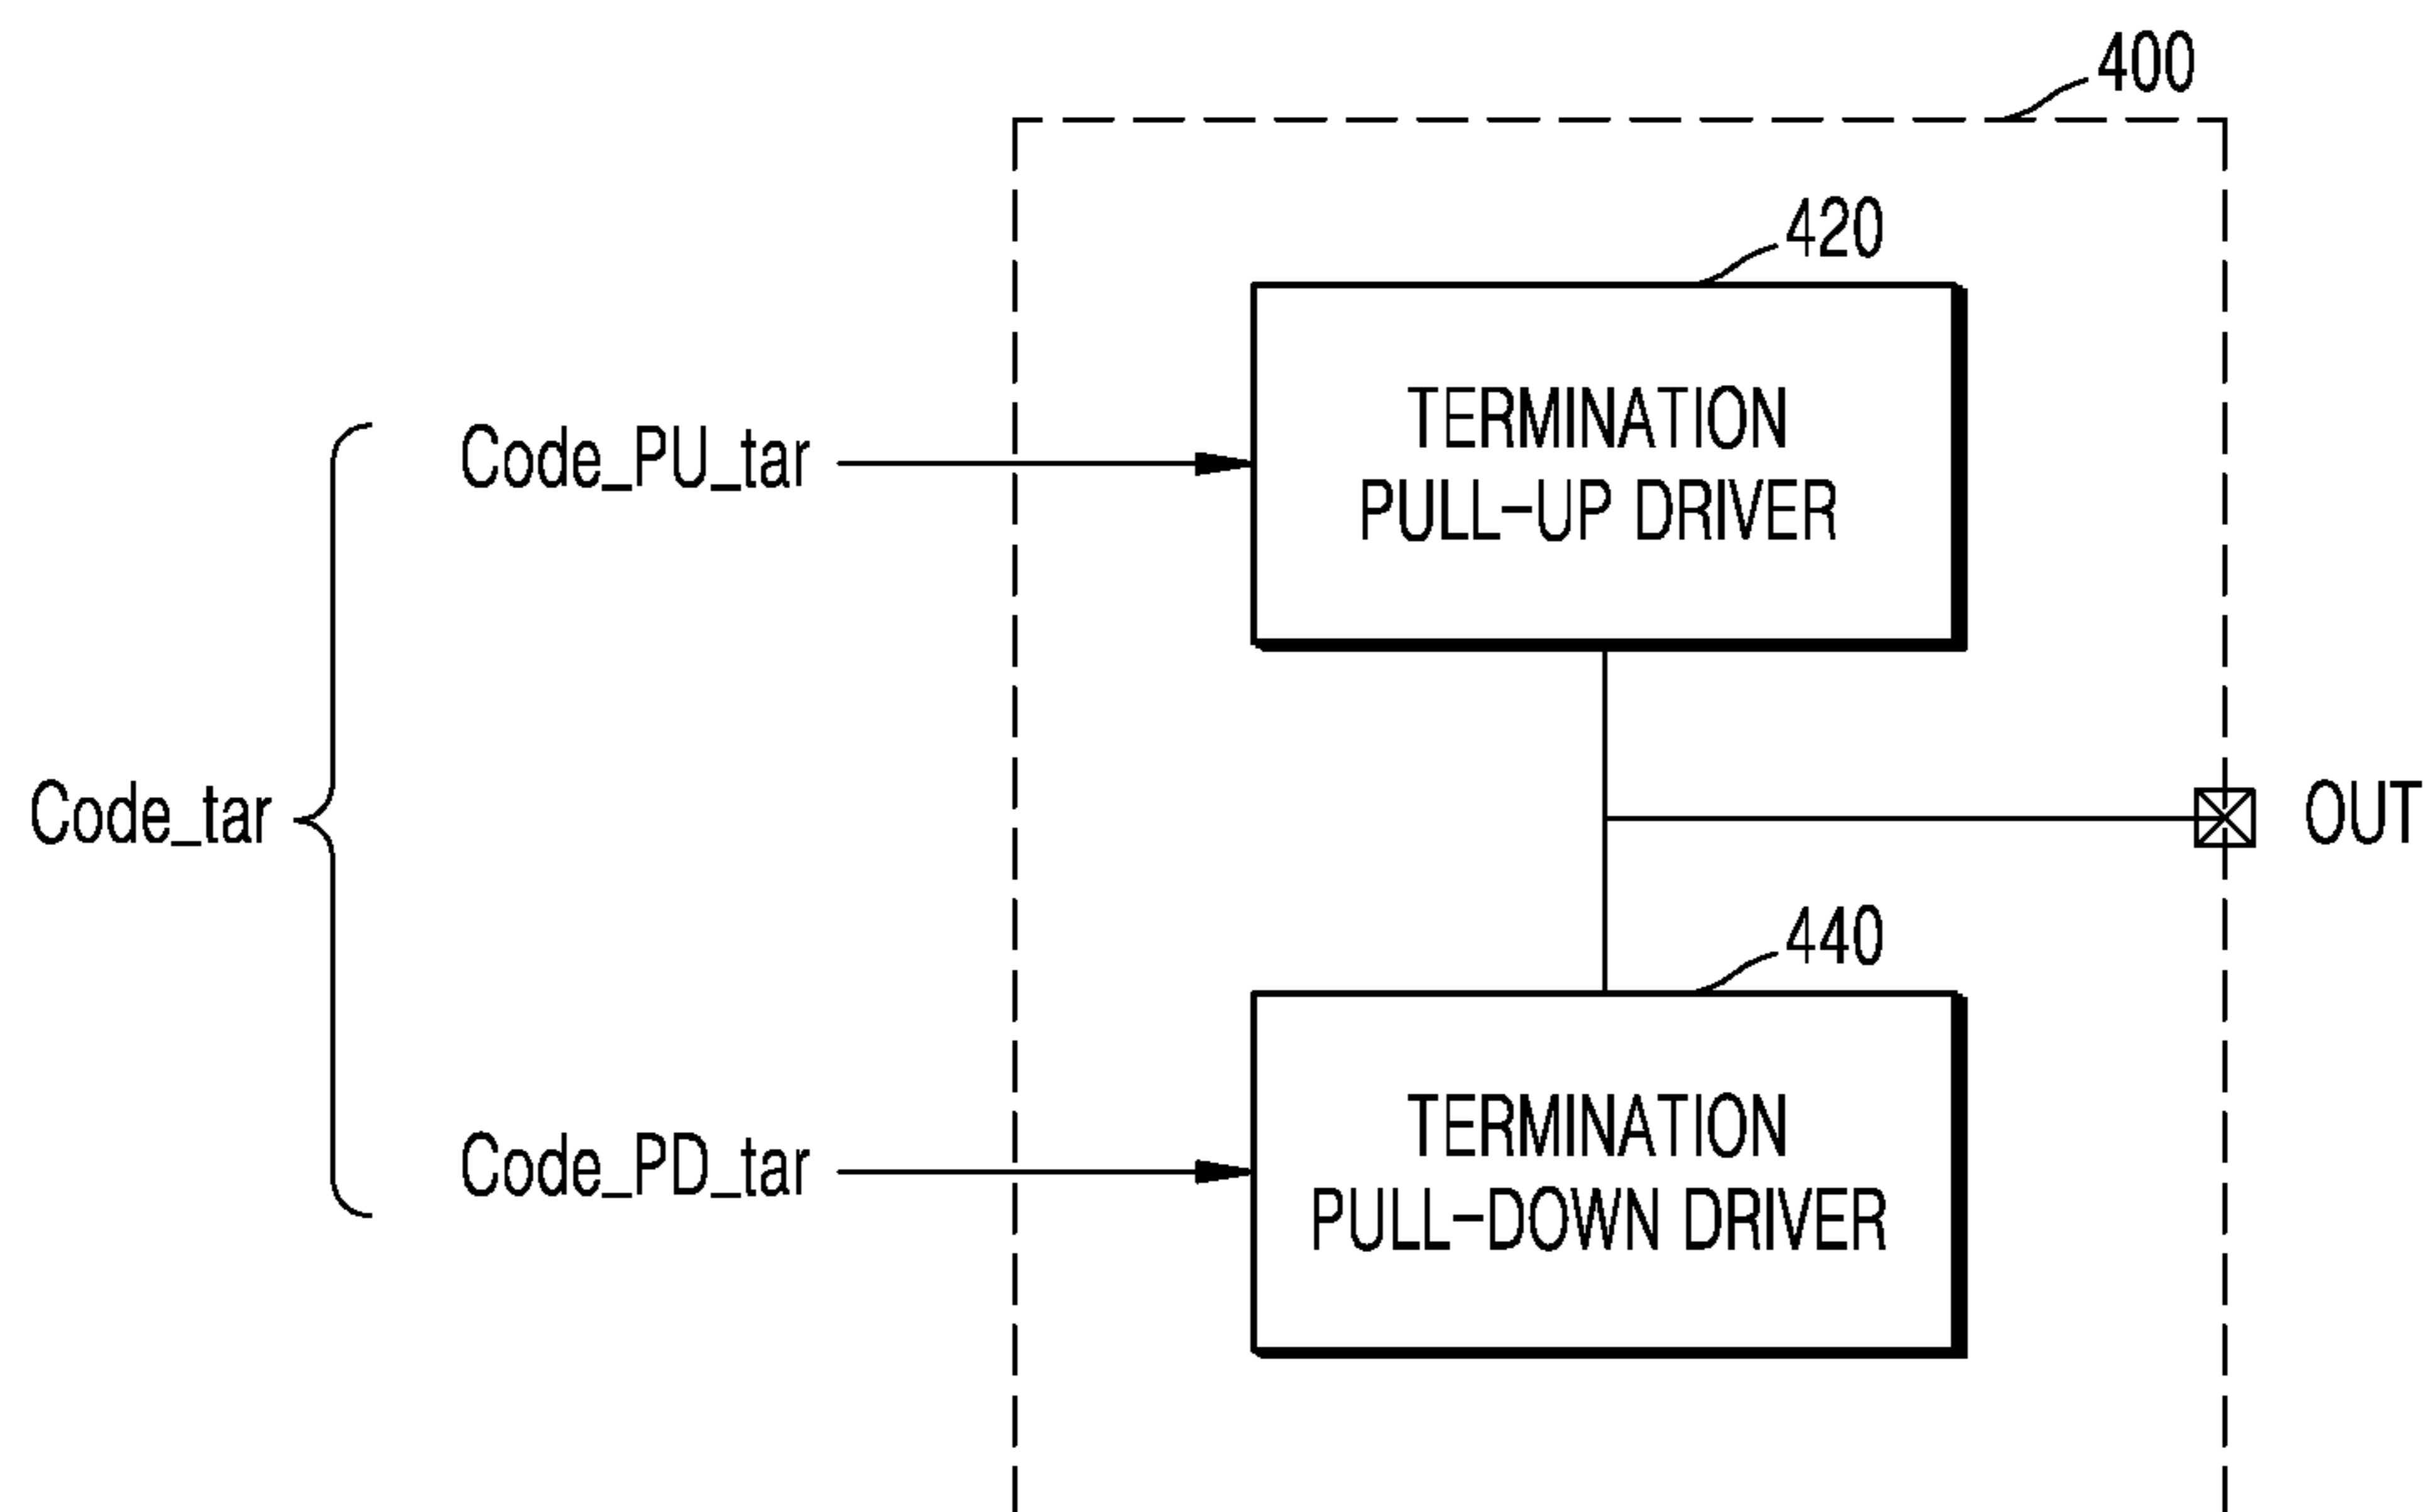 400
420
TERMINATION
PULL-UP DRIVER
Code_PU_tar
Code_tar
OUT
440
TERMINATION
PULL-DOWN DRIVER
Code_PD_tar